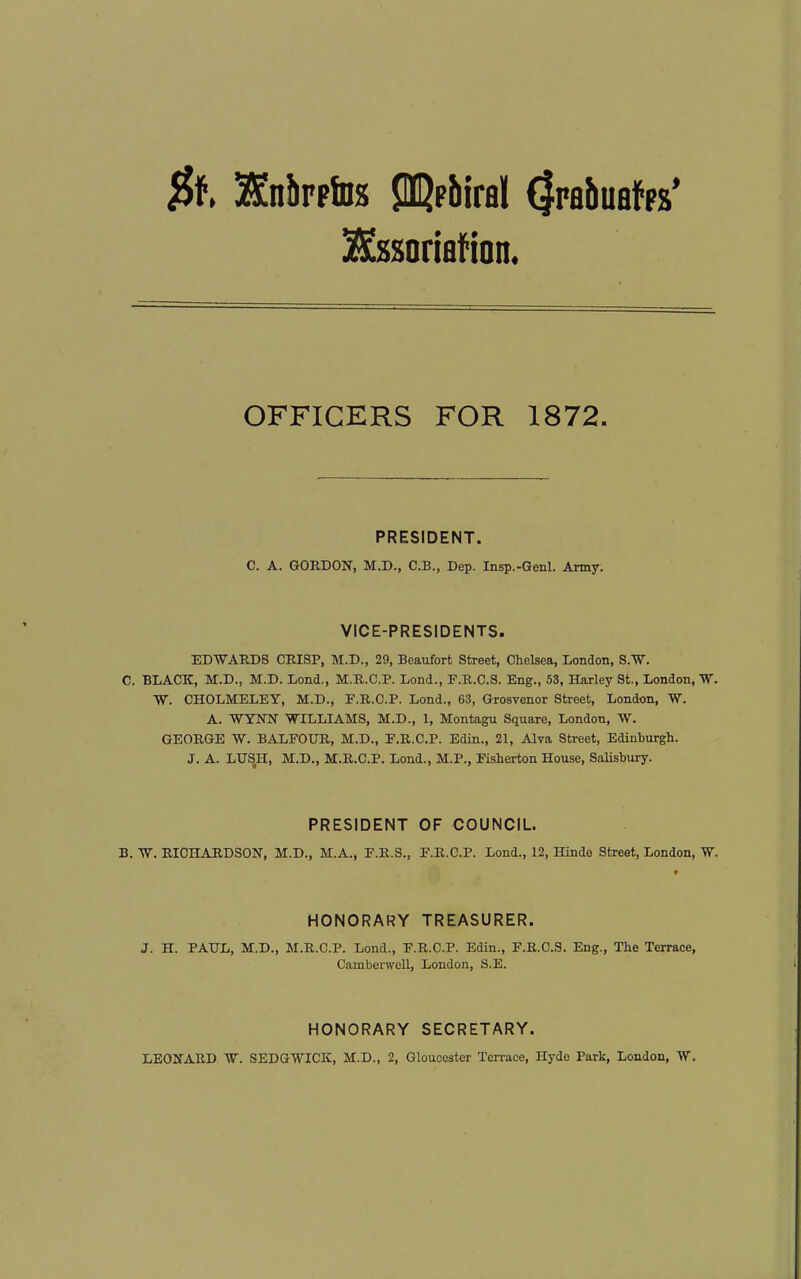 St. Andrews Medical Graduates'
Association.
OFFICERS FOR 1872.
PRESIDENT.
C. A. GORDON, M.D., C.B., Dep. Insp.-Genl. Army.
VICE-PRESIDENTS.
EDWARDS CRISP, M.D., 29, Beaufort Street, Chelsea, London, S.W.
C. BLACK, M.D., M.D. Lond., M.R.C.P. Lond., F.R.C.S. Eng., 53, Harley St., London, W.
W. CHOLMELEY, M.D., F.R.C.P. Lond., 63, Grosvenor Street, London, W.
A. WYNN WILLIAMS, M.D., 1, Montagu Square, London, W.
GEORGE W. BALFOUR, M.D., F.R.C.P. Edin., 21, Alva Street, Edinburgh.
J. A. LUSH, M.D., M.R.C.P. Lond., M.P., Fisherton House, Salisbury.
PRESIDENT OF COUNCIL.
B. W. RICHARDSON, M.D., M.A., F.R.S., F.R.C.P. Lond., 12, Hinde Street, London, W.
HONORARY TREASURER.
J. H. PAUL, M.D., M.R.C.P. Lond., F.R.C.P. Edin., F.R.C.S. Eng., The Terrace,
Camberwell, London, S.E.
HONORARY SECRETARY.
LEONARD W. SEDGWICK, M.D., 2, Gloucester Terrace, Hyde Park, London, W.